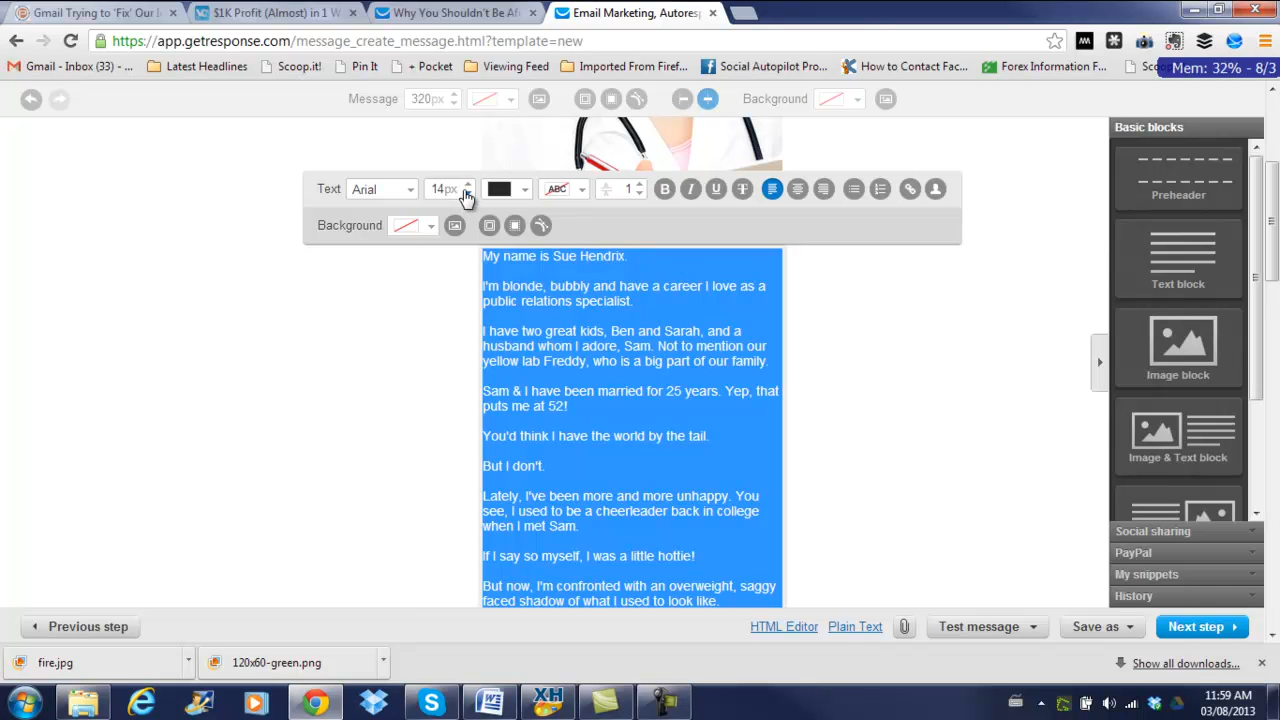 Gmail Trying to 'Fix' Our I
$1K Profit (Almost) in 1 W
Why You Shouldn't Be Af
Email Marketing, Autores
https://app.getresponse.com/message_create_message.html?template=new
Gmail - Inbox (33) - ...
Latest Headlines
Scoop.it!
Pin It
+ Pocket
Viewing Feed
Imported From Firef...
Social Autopilot Pro...
How to Contact Fac...
Forex Information F...
Mem: 32% - 8/3
Message 320px
Background
Text Arial 14px ABC 1 B I U T
Background
My name is Sue Hendrix.
I'm blonde, bubbly and have a career I love as a
public relations specialist.
I have two great kids, Ben and Sarah, and a
husband whom I adore, Sam. Not to mention our
yellow lab Freddy, who is a big part of our family.
Sam & I have been married for 25 years. Yep, that
puts me at 52!
You'd think I have the world by the tail.
But I don't.
Lately, I've been more and more unhappy. You
see, I used to be a cheerleader back in college
when I met Sam.
If I say so myself, I was a little hottie!
But now, I'm confronted with an overweight, saggy
faced shadow of what I used to look like.
Basic blocks
Preheader
Text block
Image block
Image & Text block
Social sharing
PayPal
My snippets
History
Previous step
HTML Editor
Plain Text
Test message
Save as
Next step
fire.jpg
120x60-green.png
Show all downloads...
11:59 AM
03/08/2013